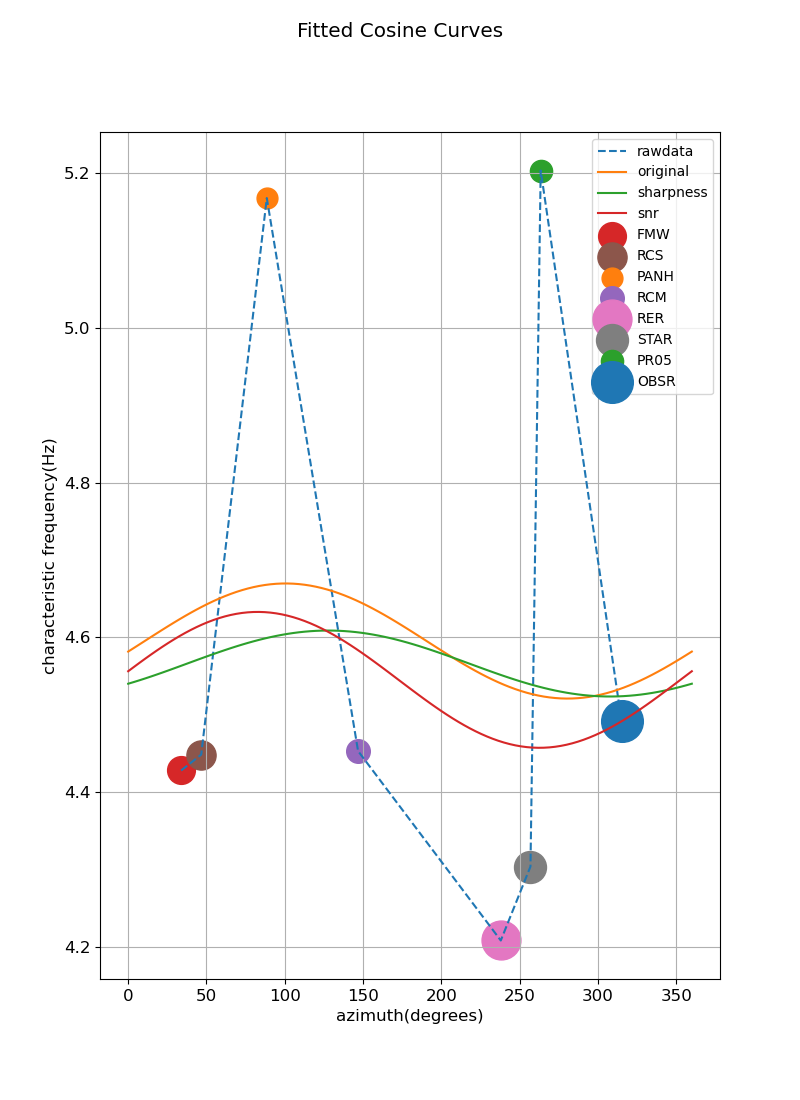 Fitted Cosine Curves
rawdata
original
sharpness
snr
FMW
RCS
PANH
RCM
RER
STAR
PR05
OBSR
5.2
5.0
4.8
4.6
4.4
4.2
characteristic frequency(Hz)
0 50 100 150 200 250 300 350
azimuth(degrees)